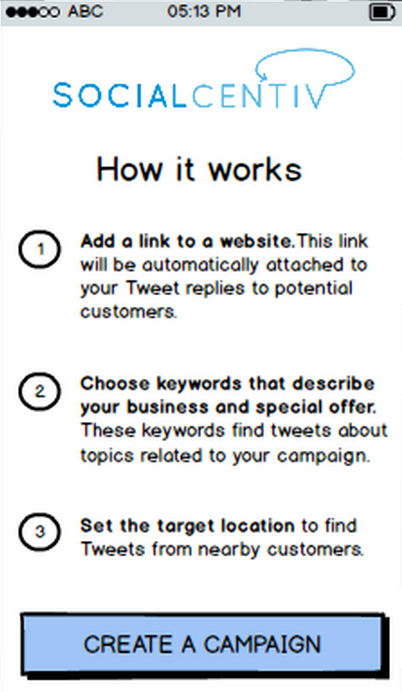 ABC 05:13 PM
SOCIALCENTIV
How it works
1 Add a link to a website.This link
will be automatically attached to
your Tweet replies to potential
customers.
2 Choose keywords that describe
your business and special offer.
These keywords find tweets about
topics related to your campaign.
3 Set the target location to find
Tweets from nearby customers.
CREATE A CAMPAIGN